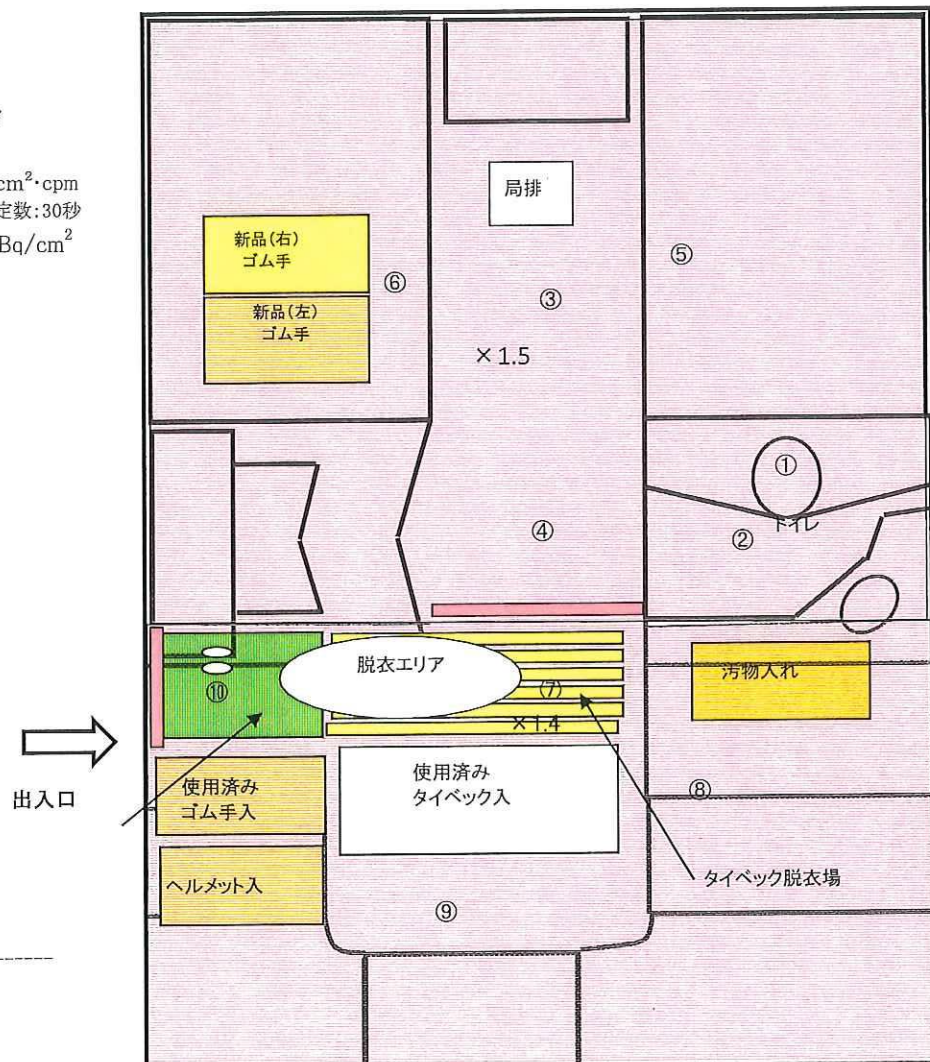 cm²・cpm
定数:30秒
Bq/cm²
局排
新品(右)
ゴム手
⑥
③
⑤
新品(左)
ゴム手
×1.5
①
トイレ
④
②
脱衣エリア
⑩
(7)
×1.4
汚物入れ
出入口
使用済み
ゴム手入
使用済み
タイベック入
⑧
ヘルメット入
タイベック脱衣場
⑨